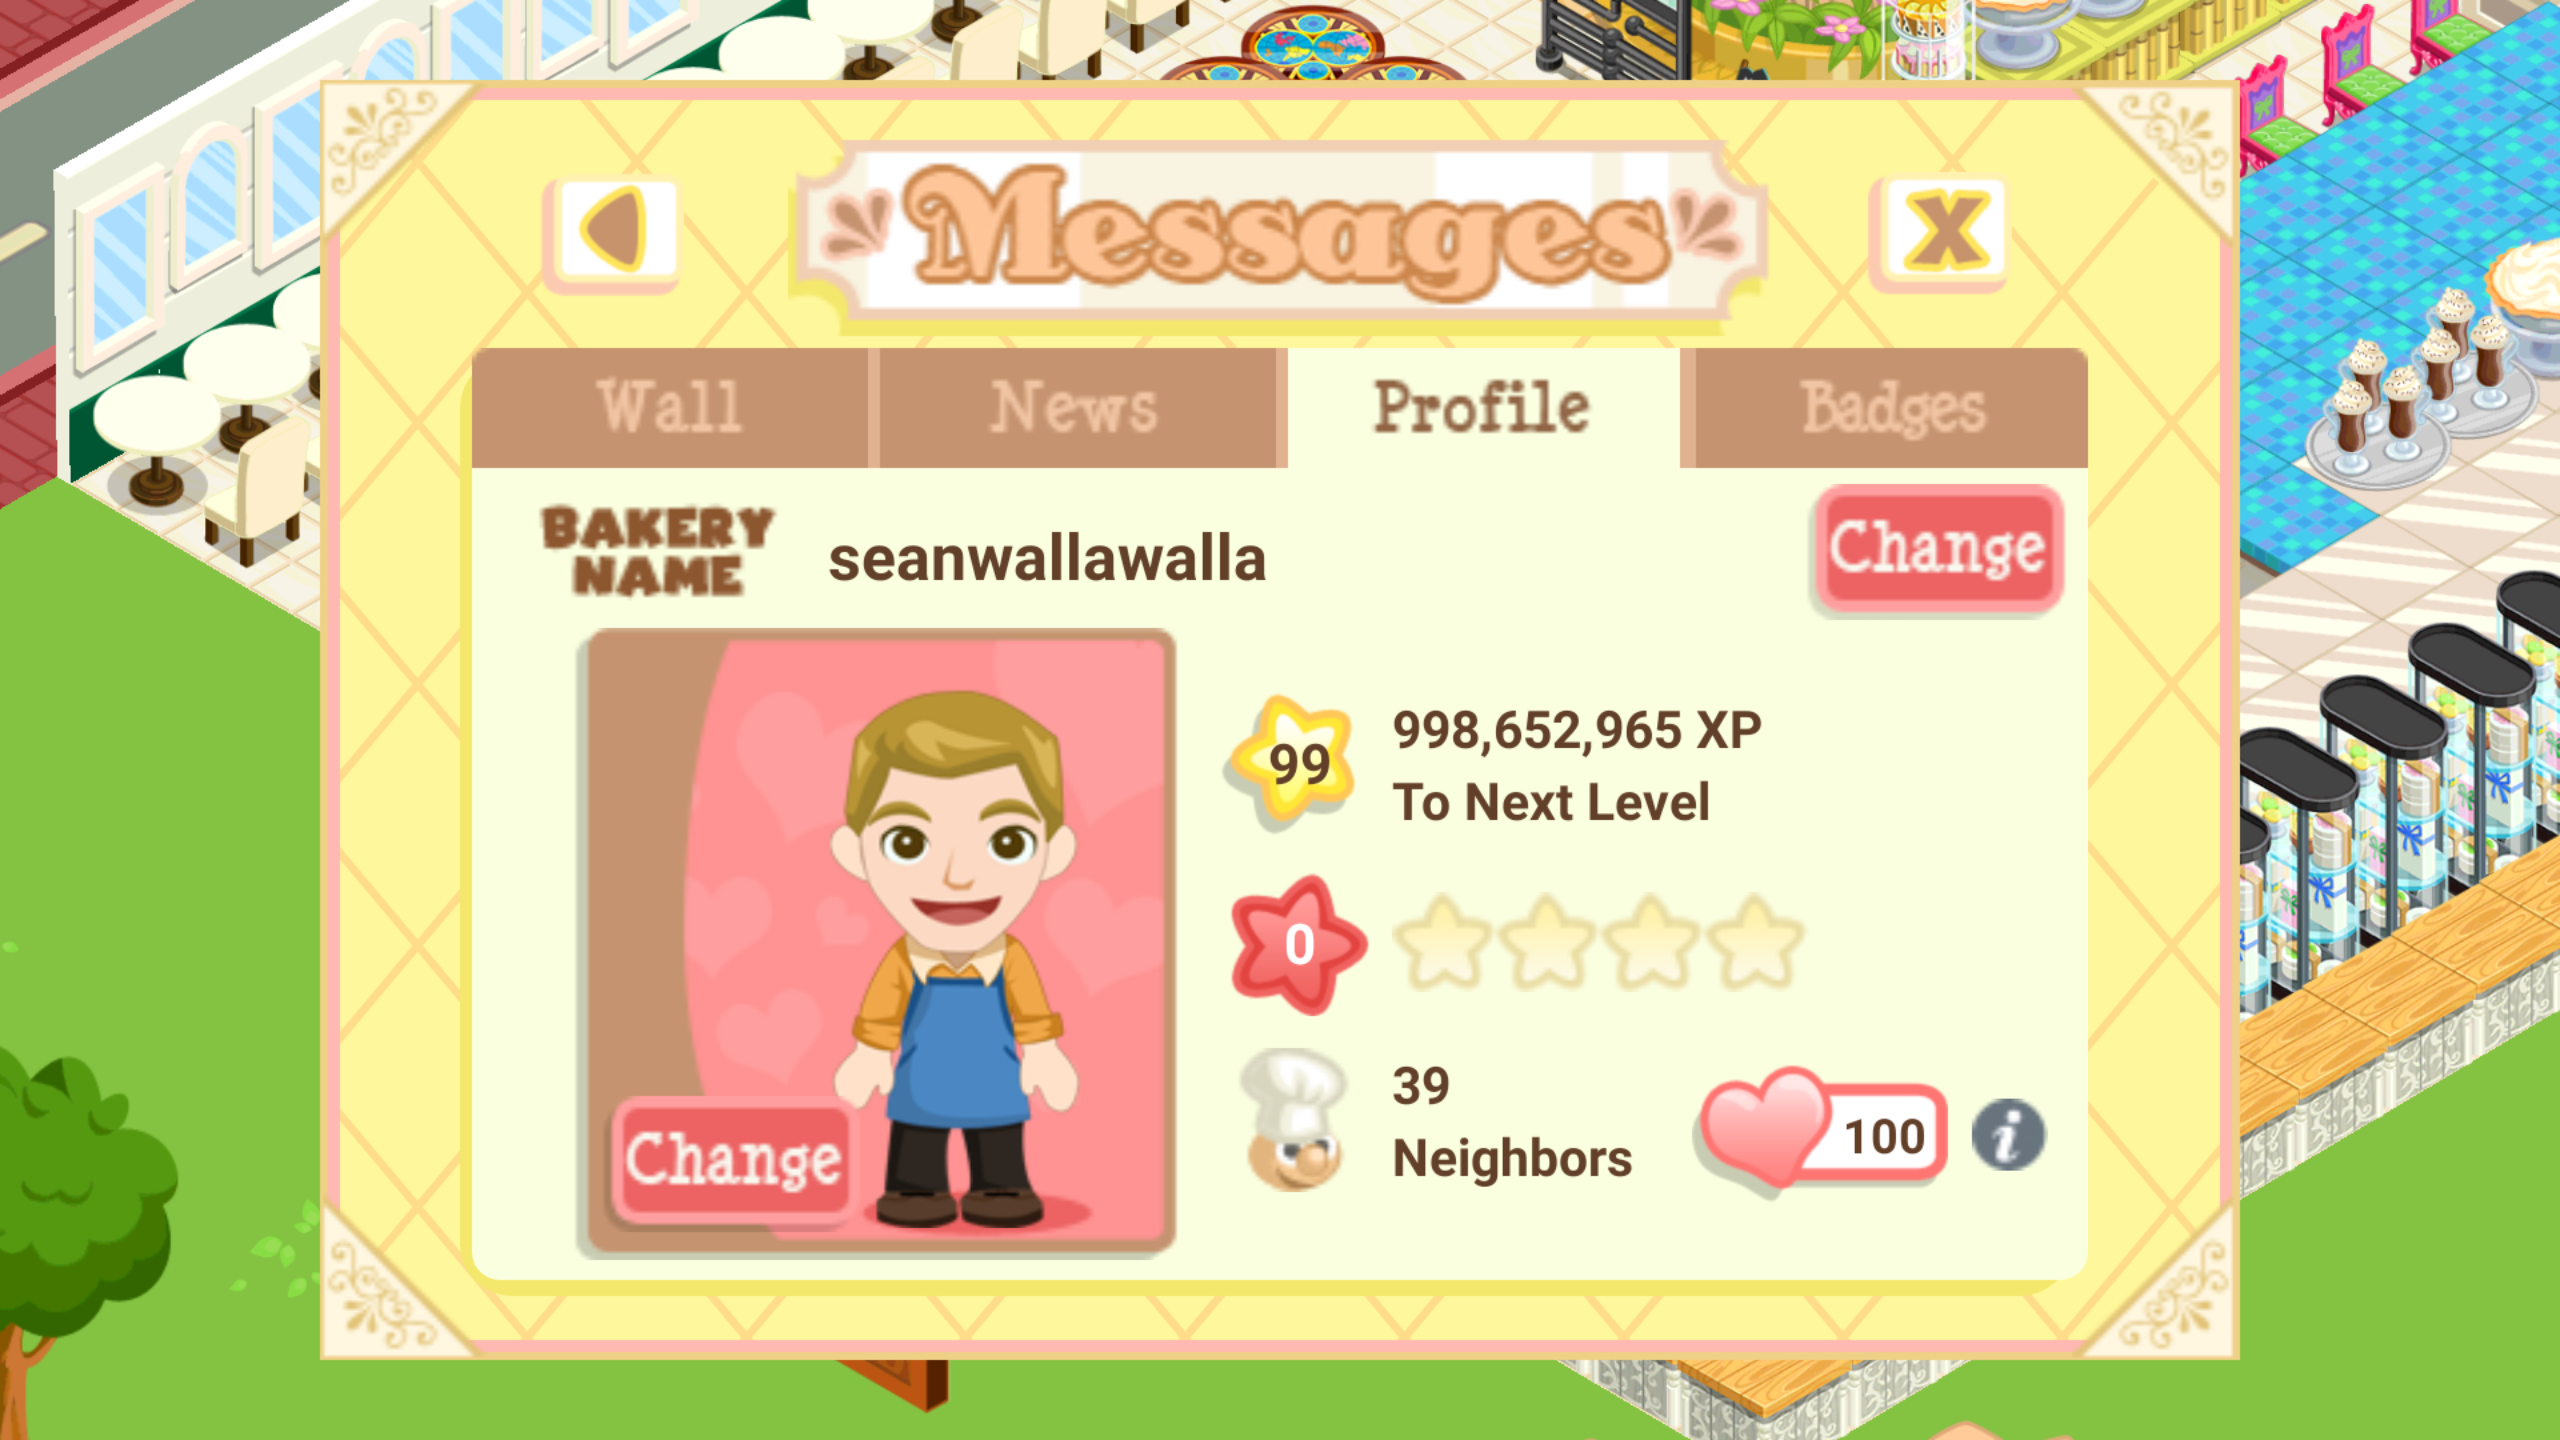 Messages
X
Wall
News
Profile
Badges
BAKERY
NAME
seanwallawalla
Change
99
998,652,965 XP
To Next Level
0
39
Neighbors
100
i
Change